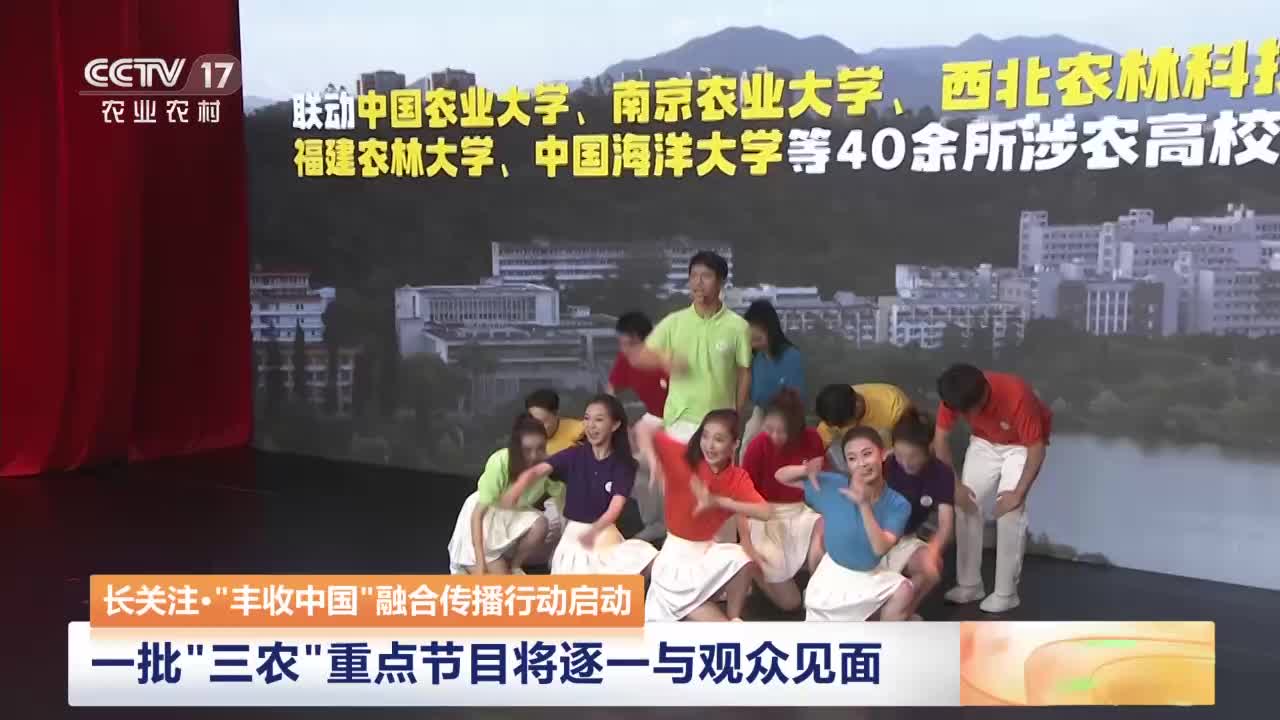 CCTV 17
农业农村
联动中国农业大学、南京农业大学、西北农林科技
福建农林大学、中国海洋大学等40余所涉农高校
长关注·"丰收中国"融合传播行动启动
一批"三农"重点节目将逐一与观众见面